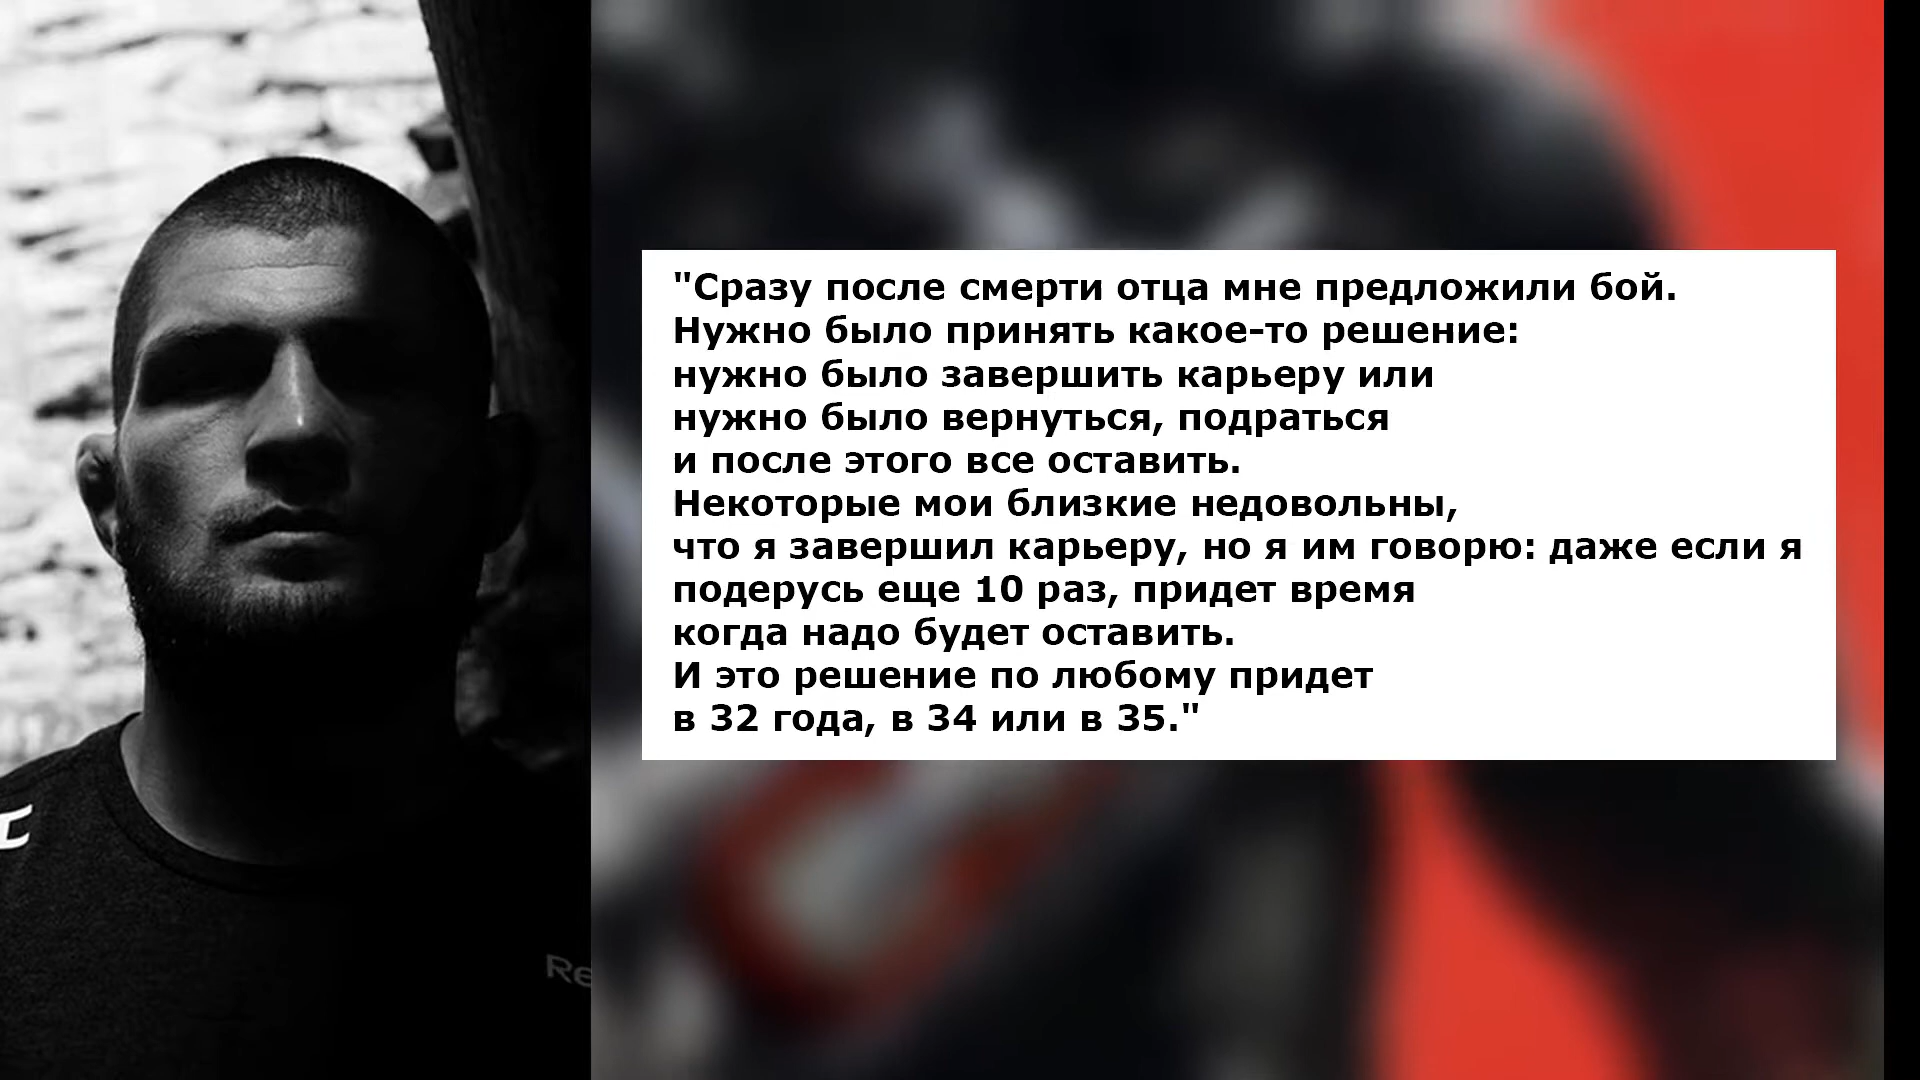 "Сразу после смерти отца мне предложили бой.
Нужно было принять какое-то решение:
нужно было завершить карьеру или
нужно было вернуться, подраться
и после этого все оставить.
Некоторые мои близкие недовольны,
что я завершил карьеру, но я им говорю: даже если я
подерусь еще 10 раз, придет время
когда надо будет оставить.
И это решение по любому придет
в 32 года, в 34 или в 35."
Re